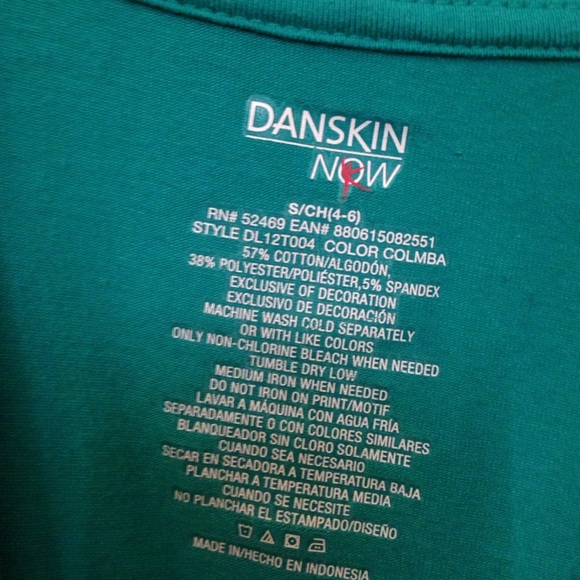 DANSKIN
NOW
S/CH(4-6)
RN# 52469 EAN# 880615082551
STYLE DL12T004 COLOR COLMBA
57% COTTON/ALGODÓN,
38% POLYESTER/POLIÉSTER,5% SPANDEX
EXCLUSIVE OF DECORATION
EXCLUSIVO DE DECORACIÓN
MACHINE WASH COLD SEPARATELY
OR WITH LIKE COLORS
ONLY NON-CHLORINE BLEACH WHEN NEEDED
TUMBLE DRY LOW
MEDIUM IRON WHEN NEEDED
DO NOT IRON ON PRINT/MOTIF
LAVAR A MÁQUINA CON AGUA FRÍA
SEPARADAMENTE O CON COLORES SIMILARES
BLANQUEADOR SIN CLORO SOLAMENTE
CUANDO SEA NECESARIO
SECAR EN SECADORA A TEMPERATURA BAJA
PLANCHAR A TEMPERATURA MEDIA
CUANDO SE NECESITE
NO PLANCHAR EL ESTAMPADO/DISEÑO
MADE IN/HECHO EN INDONESIA